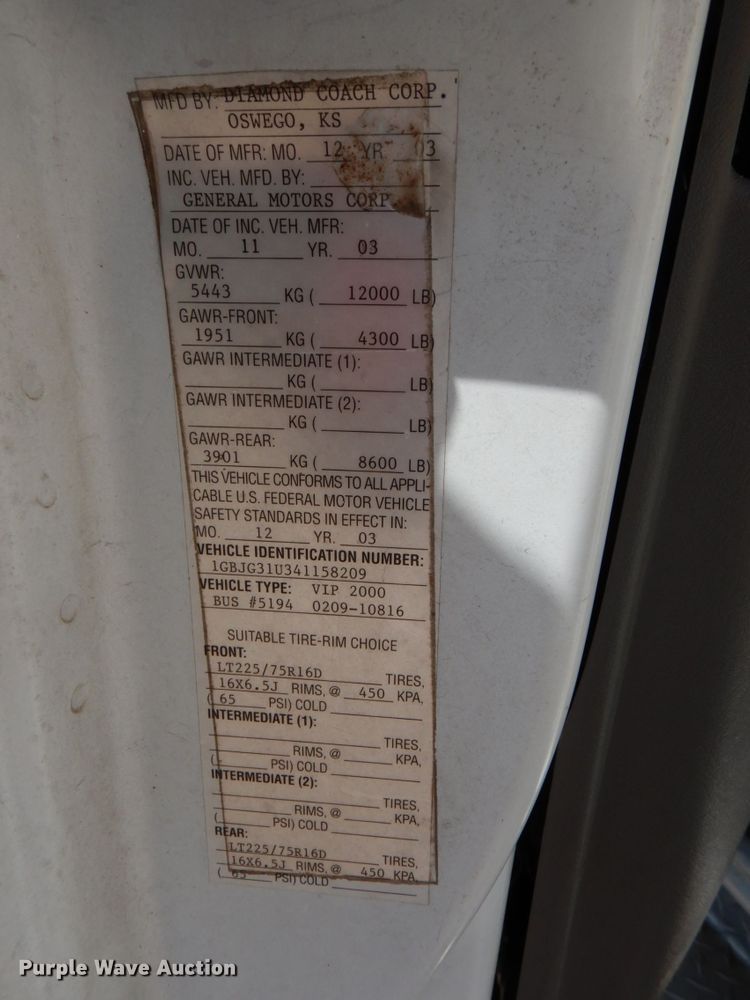 MFD BY: DIAMOND COACH CORP.
OSWEGO, KS
DATE OF MFR: MO. 12 YR 03
INC. VEH. MFD. BY:
GENERAL MOTORS CORP
DATE OF INC. VEH. MFR:
MO. 11 YR. 03
GVWR:
5443 KG ( 12000 LB)
GAWR-FRONT:
1951 KG ( 4300 LB)
GAWR INTERMEDIATE (1):
KG ( LB)
GAWR INTERMEDIATE (2):
KG ( LB)
GAWR-REAR:
3901 KG ( 8600 LB)
THIS VEHICLE CONFORMS TO ALL APPLI-
CABLE U.S. FEDERAL MOTOR VEHICLE
SAFETY STANDARDS IN EFFECT IN:
MO. 12 YR. 03
VEHICLE IDENTIFICATION NUMBER:
1GBJG31U341158209
VEHICLE TYPE: VIP 2000
BUS #5194 0209-10816
SUITABLE TIRE-RIM CHOICE
FRONT:
LT225/75R16D TIRES,
16X6.5J RIMS, @ 450 KPA,
( 65 PSI) COLD
INTERMEDIATE (1):
TIRES,
RIMS, @ KPA,
( PSI) COLD
INTERMEDIATE (2):
TIRES,
RIMS, @ KPA,
( PSI) COLD
REAR:
LT225/75R16D TIRES,
16X6.5J RIMS, @ 450 KPA,
( 65 PSI) COLD
Purple Wave Auction